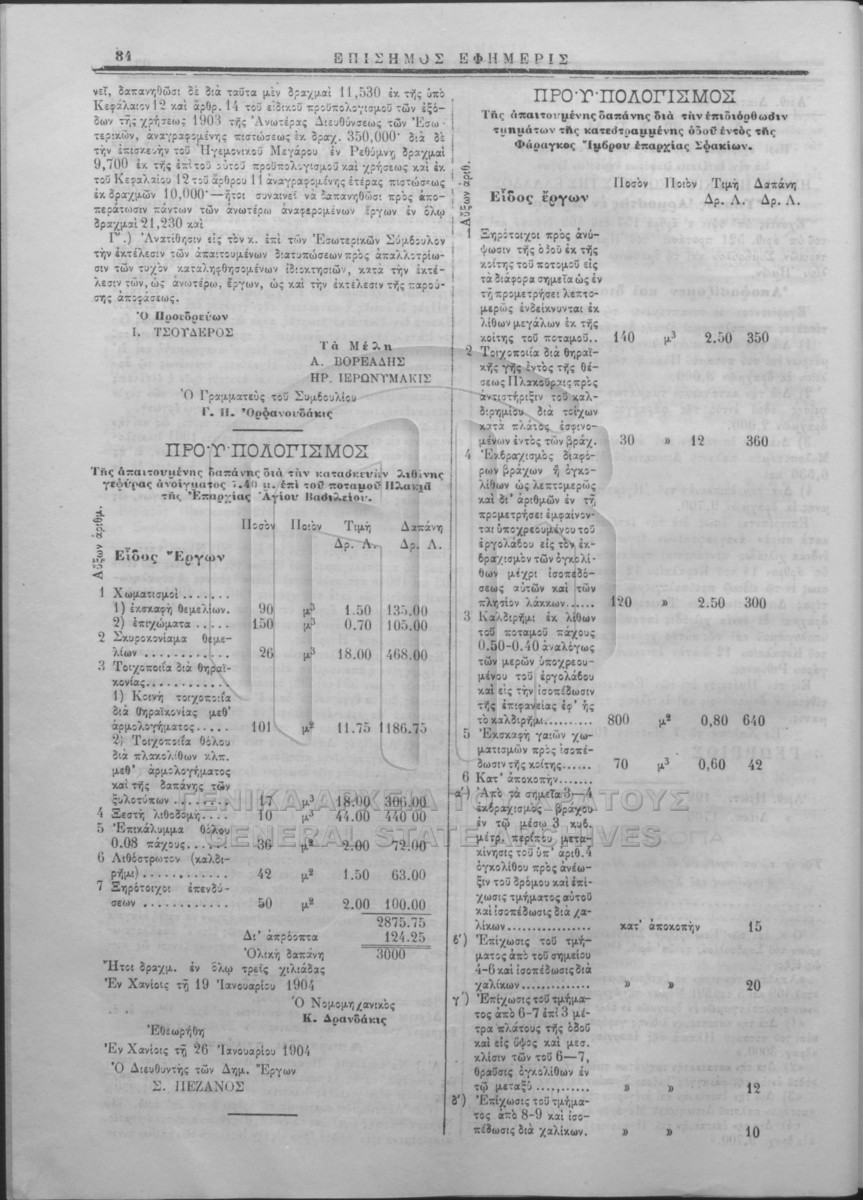 84
ΕΠΙΣΗΜΟΣ ΕΦΗΜΕΡΙΣ
νεῖ, δαπανηθῶσι δὲ διὰ ταῦτα μὲν δραχμαὶ 11,530 ἐκ τῆς ὑπὸ
Κεφάλαιον 12 καὶ ἄρθρ. 14 τοῦ εἰδικοῦ προϋπολογισμοῦ τῶν ἐξό-
δων τῆς χρήσεως 1903 τῆς Ἀνωτέρας Διευθύνσεως τῶν Ἐσω-
τερικῶν, ἀναγραφομένης πιστώσεως ἐκ δραχ. 350,000· διὰ δὲ
τὴν ἐπισκευὴν τοῦ Ἡγεμονικοῦ Μεγάρου ἐν Ρεθύμνῃ δραχμαὶ
9,700 ἐκ τῆς ἐπὶ τοῦ αὐτοῦ προϋπολογισμοῦ καὶ χρήσεως καὶ ἐκ
τοῦ Κεφαλαίου 12 τοῦ ἄρθρου 11 ἀναγραφομένης ἑτέρας πιστώσεως
ἐκ δραχμῶν 10,000·—ἤτοι συναινεῖ νὰ δαπανηθῶσι πρὸς ἀπο-
περάτωσιν πάντων τῶν ἀνωτέρω ἀναφερομένων ἔργων ἐν ὅλῳ
δραχμαὶ 21,230 καὶ
Γ΄.) Ἀνατίθησιν εἰς τὸν κ. ἐπὶ τῶν Ἐσωτερικῶν Σύμβουλον
τὴν ἐκτέλεσιν τῶν ἀπαιτουμένων διατυπώσεων πρὸς ἀπαλλοτρίω-
σιν τῶν τυχὸν καταληφθησομένων ἰδιοκτησιῶν, κατὰ τὴν ἐκτέ-
λεσιν τῶν, ὡς ἀνωτέρω, ἔργων, ὡς καὶ τὴν ἐκτέλεσιν τῆς παρού-
σης ἀποφάσεως.
Ὁ Προεδρεύων
Ι. ΤΣΟΥΔΕΡΟΣ
Τὰ Μέλη
Α. ΒΟΡΕΑΔΗΣ
ΗΡ. ΙΕΡΩΝΥΜΑΚΙΣ
Ὁ Γραμματεὺς τοῦ Συμβουλίου
Γ. Π. Ὀρφανουδάκις
ΠΡΟ·Υ·ΠΟΛΟΓΙΣΜΟΣ
Τῆς ἀπαιτουμένης δαπάνης διὰ τὴν κατασκευὴν λιθίνης
γεφύρας ἀνοίγματος 7.40 μ. ἐπὶ τοῦ ποταμοῦ Πλακιᾶ
τῆς Ἐπαρχίας Ἁγίου Βασιλείου.
Αὔξων ἀριθμ. Εἶδος Ἔργων Ποσὸν Ποιὸν Τιμὴ Δρ. Λ. Δαπάνη Δρ. Λ.
1 Χωματισμοὶ.......
1) ἐκσκαφὴ θεμελίων. 90 μ³ 1.50 135.00
2) ἐπιχώματα..... 150 μ³ 0.70 105.00
2 Σκυροκονίαμα θεμε-
λίων............ 26 μ³ 18.00 468.00
3 Τοιχοποιΐα διὰ θηραϊ-
κονίας............
1) Κοινὴ τοιχοποιΐα
διὰ θηραϊκονίας μεθ'
ἁρμολογήματος..... 101 μ² 11.75 1186.75
2) Τοιχοποιΐα θόλου
διὰ πλακολίθων κλπ.
μεθ' ἁρμολογήματος
καὶ τῆς δαπάνης τῶν
ξυλοτύπων........ 17 μ³ 18.00 306.00
4 Ξεστὴ λιθοδομὴ.... 10 μ³ 44.00 440 00
5 Ἐπικάλυμμα θόλου
0.08 πάχους...... 36 μ² 2.00 72.00
6 Λιθόστρωτον (καλδι-
ρῆμι)............ 42 μ² 1.50 63.00
7 Ξηρότοιχοι ἐπενδύ-
σεων............ 50 μ² 2.00 100.00
2875.75
Δι' ἀπρόοπτα 124.25
Ὁλικὴ δαπάνη 3000
Ἤτοι δραχμ. ἐν ὅλῳ τρεῖς χιλιάδας
Ἐν Χανίοις τῇ 19 Ἰανουαρίου 1904
Ὁ Νομομηχανικὸς
Κ. Δρανδάκις
Ἐθεωρήθη
Ἐν Χανίοις τῇ 26 Ἰανουαρίου 1904
Ὁ Διευθυντὴς τῶν Δημ. Ἔργων
Σ. ΠΕΖΑΝΟΣ
ΠΡΟ·Υ·ΠΟΛΟΓΙΣΜΟΣ
Τῆς ἀπαιτουμένης δαπάνης διὰ τὴν ἐπιδιόρθωσιν
τμημάτων τῆς κατεστραμμένης ὁδοῦ ἐντὸς τῆς
Φάραγκος Ἴμβρου ἐπαρχίας Σφακίων.
Αὔξων ἀριθ. Εἶδος ἔργων Ποσὸν Ποιὸν Τιμὴ Δρ. Λ. Δαπάνη Δρ. Λ.
1 Ξηρότοιχοι πρὸς ἀνύ-
ψωσιν τῆς ὁδοῦ ἐκ τῆς
κοίτης τοῦ ποταμοῦ εἰς
τὰ διάφορα σημεῖα ὡς ἐν
τῇ προμετρήσει λεπτο-
μερῶς ἐνδείκνυνται ἐκ
λίθων μεγάλων ἐκ τῆς
κοίτης τοῦ ποταμοῦ.. 140 μ³ 2.50 350
2 Τοιχοποιΐα διὰ θηραϊ-
κῆς γῆς ἐντὸς τῆς θέ-
σεως Πλακούραις πρὸς
ἀντιστήριξιν τοῦ καλ-
διρημίου διὰ τοίχων
κατὰ πλάτος ἐσφηνο-
μένων ἐντὸς τῶν βράχ. 30 » 12 360
4 Ἐκβραχισμὸς διαφό-
ρων βράχων ἢ ὀγκο-
λίθων ὡς λεπτομερῶς
καὶ δι' ἀριθμῶν ἐν τῇ
προμετρήσει ἐμφαίνον-
ται ὑποχρεουμένου τοῦ
ἐργολάβου εἰς τὸν ἐκ-
βραχισμὸν τῶν ὀγκολί-
θων μέχρι ἰσοπεδό-
σεως αὐτῶν καὶ τῶν
πλησίον λάκκων...... 120 » 2.50 300
3 Καλδιρῆμι ἐκ λίθων
τοῦ ποταμοῦ πάχους
0.50-0.40 ἀναλόγως
τῶν μερῶν ὑποχρεου-
μένου τοῦ ἐργολάβου
καὶ εἰς τὴν ἰσοπέδωσιν
τῆς ἐπιφανείας ἐφ' ἧς
τὸ καλδιρῆμι.......... 800 μ² 0,80 640
5 Ἐκσκαφὴ γαιῶν χω-
ματισμῶν πρὸς ἰσοπέ-
δωσιν τῆς κοίτης...... 70 μ³ 0,60 42
6 Κατ' ἀποκοπὴν.......
α΄) Ἀπὸ τὰ σημεῖα 3—4
ἐκβραχισμὸς βράχου
ἐν τῷ μέσῳ 3 κυβ.
μέτρ. περίπου μετα-
κίνησις τοῦ ὑπ' ἀριθ. 4
ὀγκολίθου πρὸς ἄνεω-
ξιν τοῦ δρόμου καὶ ἐπί-
χωσις τμήματος αὐτοῦ
καὶ ἰσοπέδωσις διὰ χα-
λίκων................ κατ' ἀποκοπὴν 15
β΄) Ἐπίχωσις τοῦ τμή-
ματος ἀπὸ τοῦ σημείου
4-6 καὶ ἰσοπέδωσις διὰ
χαλίκων.............. » » 20
γ΄) Ἐπίχωσις τοῦ τμήμα-
τος ἀπὸ 6-7 ἐπὶ 3 μέ-
τρα πλάτους τῆς ὁδοῦ
καὶ εἰς ὕψος καὶ μεσ.
κλίσιν τῶν τοῦ 6—7,
θραῦσις ὀγκολίθων ἐν
τῷ μεταξὺ........... » » 12
δ΄) Ἐπίχωσις τοῦ τμήμα-
τος ἀπὸ 8-9 καὶ ἰσο-
πέδωσις διὰ χαλίκων. » » 10
ΓΕΝΙΚΑ ΑΡΧΕΙΑ ΤΟΥ ΚΡΑΤΟΥΣ
GENERAL STATE ARCHIVES